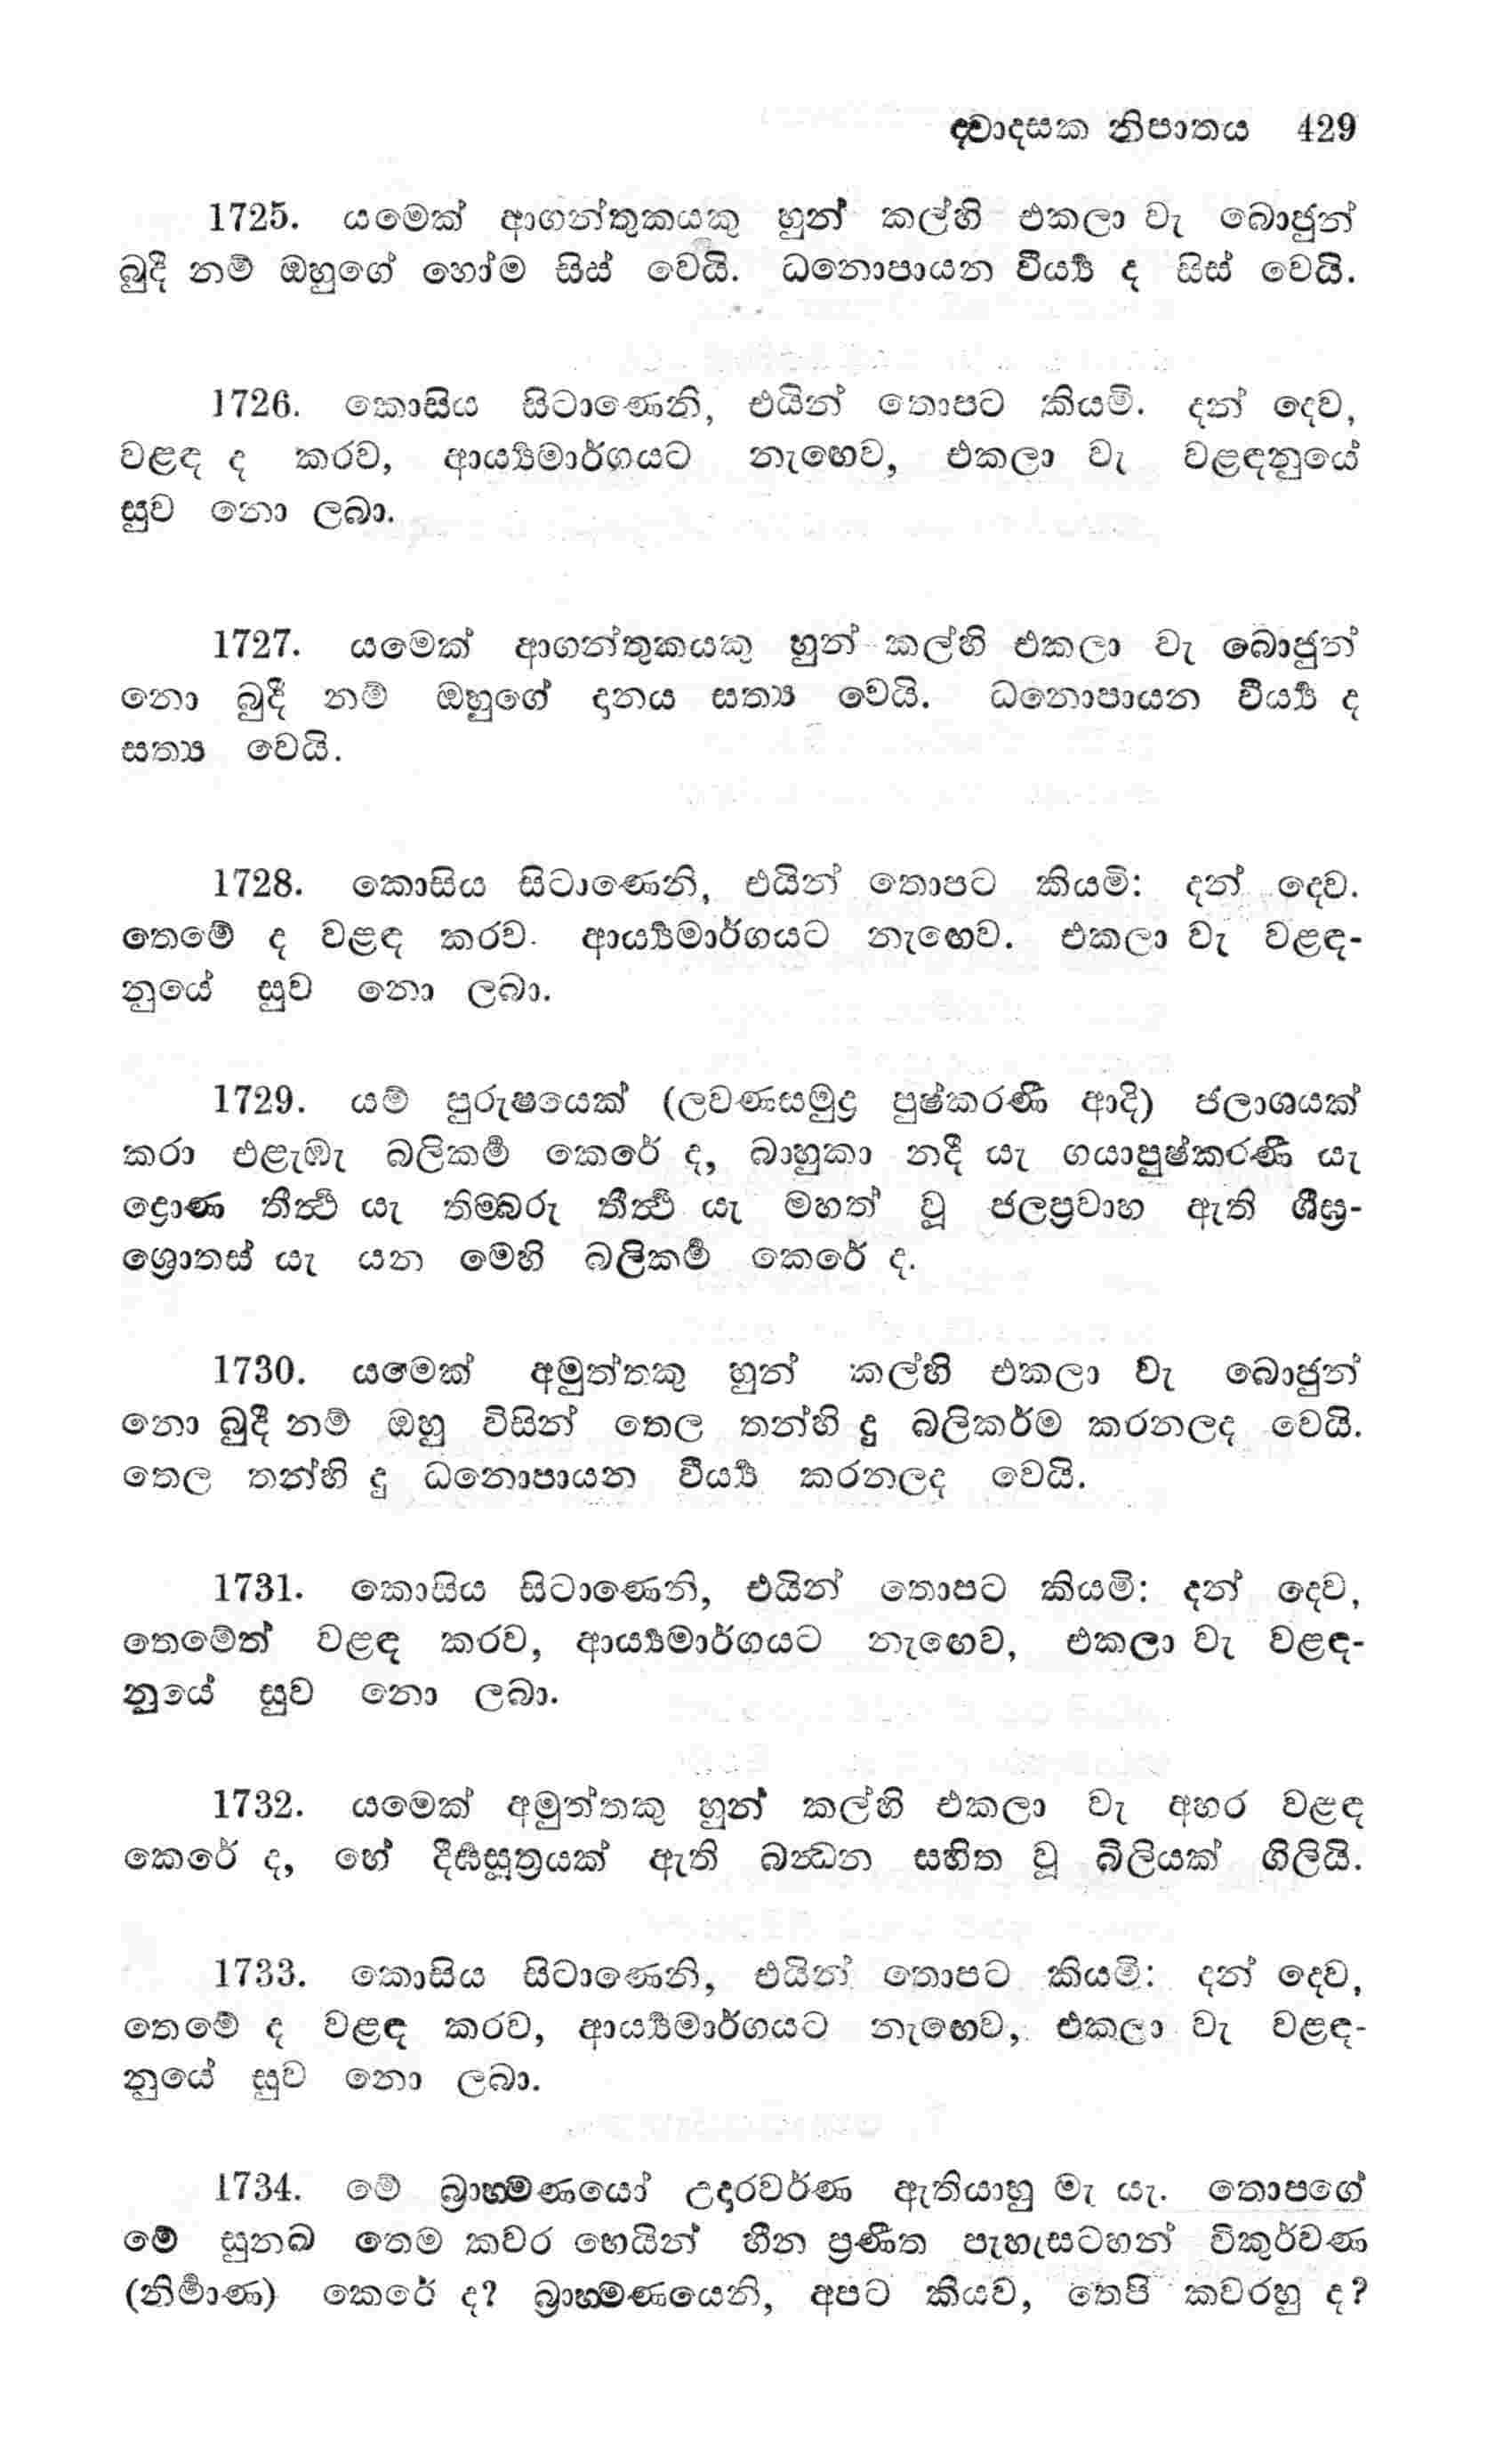 ද්වාදසක නිපාතය 429
1725. යමෙක් ආගන්තුකයකු හුන් කල්හි එකලා වැ බොජුන්
බුදී නම් ඔහුගේ හෝම සිස් වෙයි. ධනොපායන වීර්‍ය්‍ය ද සිස් වෙයි.
1726. කොසිය සිටාණෙනි, එයින් තොපට කියමි. දන් දෙව,
වළඳ ද කරව, ආර්‍ය්‍යමාර්ගයට නැඟෙව, එකලා වැ වළඳනුයේ
සුව නො ලබා.
1727. යමෙක් ආගන්තුකයකු හුන් කල්හි එකලා වැ බොජුන්
නො බුදී නම් ඔහුගේ දානය සත්‍ය වෙයි. ධනොපායන වීර්‍ය්‍ය ද
සත්‍ය වෙයි.
1728. කොසිය සිටාණෙනි, එයින් තොපට කියමි: දන් දෙව.
තෙමේ ද වළඳ කරව. ආර්‍ය්‍යමාර්ගයට නැඟෙව. එකලා වැ වළඳ-
නුයේ සුව නො ලබා.
1729. යම් පුරුෂයෙක් (ලවණසමුද්‍ර පුෂ්කරණී ආදි) ජලාශයක්
කරා එළැඹැ බලිකර්‍ම කෙරේ ද, බාහුකා නදී යැ ගයාපුෂ්කරණී යැ
ද්‍රොණ තීර්‍ත්‍ථ යැ තිම්බරු තීර්‍ත්‍ථ යැ මහත් වූ ජලප්‍රවාහ ඇති ශීඝ්‍ර-
ශ්‍රොතස් යැ යන මෙහි බලිකර්‍ම කෙරේ ද.
1730. යමෙක් අමුත්තකු හුන් කල්හි එකලා වැ බොජුන්
නො බුදී නම් ඔහු විසින් තෙල තන්හි දු බලිකර්ම කරනලද වෙයි.
තෙල තන්හි දු ධනොපායන වීර්‍ය්‍ය කරනලද වෙයි.
1731. කොසිය සිටාණෙනි, එයින් තොපට කියමි: දන් දෙව,
තෙමේත් වළඳ කරව, ආර්‍ය්‍යමාර්ගයට නැඟෙව, එකලා වැ වළඳ-
නුයේ සුව නො ලබා.
1732. යමෙක් අමුත්තකු හුන් කල්හි එකලා වැ අහර වළඳ
කෙරේ ද, හේ දීර්‍ඝසූත්‍රයක් ඇති බන්‍ධන සහිත වූ බිලියක් ගිලියි.
1733. කොසිය සිටාණෙනි, එයින් තොපට කියමි: දන් දෙව,
තෙමේ ද වළඳ කරව, ආර්‍ය්‍යමාර්ගයට නැඟෙව, එකලා වැ වළඳ-
නුයේ සුව නො ලබා.
1734. මේ බ්‍රාහ්මණයෝ උදාරවර්ණ ඇතියාහු මැ යැ. තොපගේ
මේ සුනඛ තෙම කවර හෙයින් හීන ප්‍රණීත පැහැසටහන් විකුර්වණ
(නිර්‍මාණ) කෙරේ ද? බ්‍රාහ්මණයෙනි, අපට කියව, තෙපි කවරහු ද?